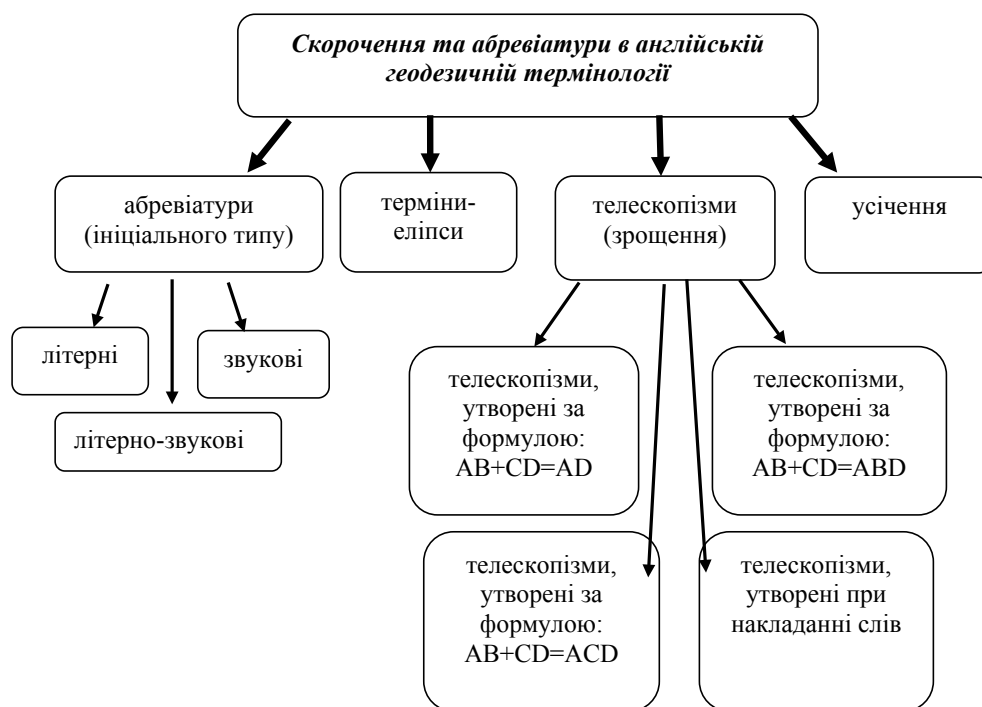 Скорочення та абревіатури в англійській
геодезичній термінології
абревіатури
(ініціального типу)
терміни-
еліпси
телескопізми
(зрощення)
усічення
літерні
звукові
літерно-звукові
телескопізми,
утворені за
формулою:
AB+CD=AD
телескопізми,
утворені за
формулою:
AB+CD=ABD
телескопізми,
утворені за
формулою:
AB+CD=ACD
телескопізми,
утворені при
накладанні слів